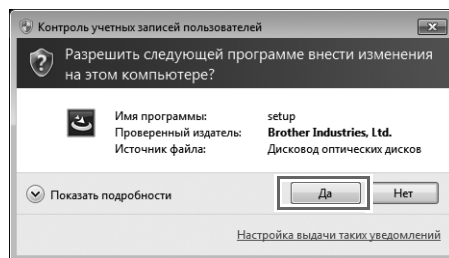 Контроль учетных записей пользователей
Разрешить следующей программе внести изменения
на этом компьютере?
Имя программы: setup
Проверенный издатель: Brother Industries, Ltd.
Источник файла: Дисковод оптических дисков
Показать подробности Да Нет
Настройка выдачи таких уведомлений